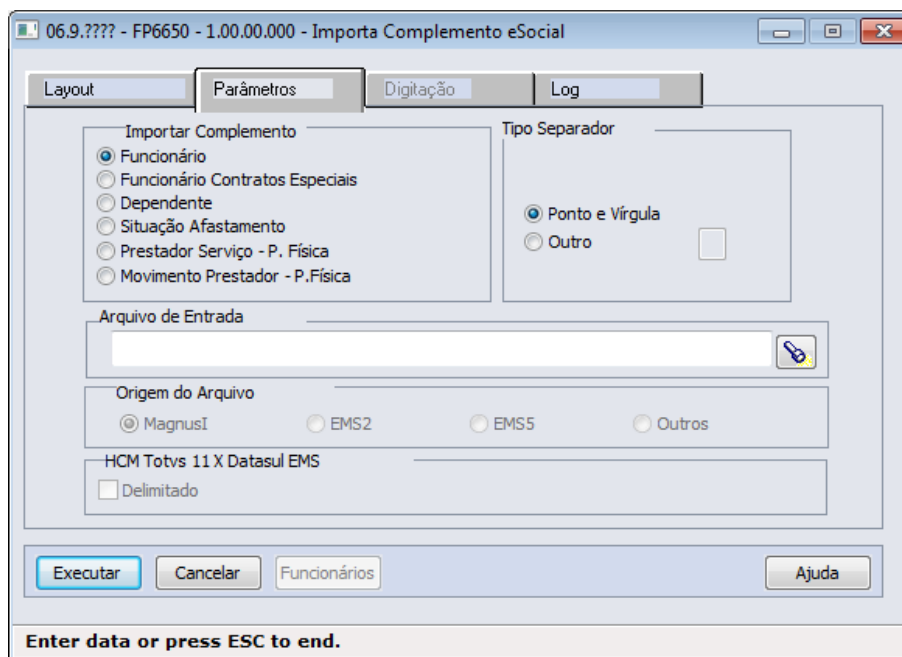 06.9.???? - FP6650 - 1.00.00.000 - Importa Complemento eSocial
Layout
Parâmetros
Digitação
Log
Importar Complemento
Funcionário
Funcionário Contratos Especiais
Dependente
Situação Afastamento
Prestador Serviço - P. Física
Movimento Prestador - P.Física
Tipo Separador
Ponto e Vírgula
Outro
Arquivo de Entrada
Origem do Arquivo
MagnusI
EMS2
EMS5
Outros
HCM Totvs 11 X Datasul EMS
Delimitado
Executar
Cancelar
Funcionários
Ajuda
Enter data or press ESC to end.